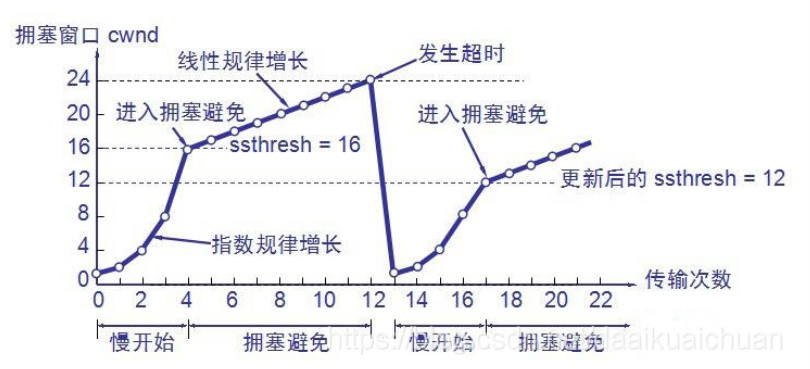 拥塞窗口 cwnd
线性规律增长
发生超时
24
20
进入拥塞避免
进入拥塞避免
16
ssthresh = 16
12
更新后的 ssthresh = 12
8
4
指数规律增长
0
传输次数
0 2 4 6 8 10 12 14 16 18 20 22
慢开始 拥塞避免 慢开始 拥塞避免